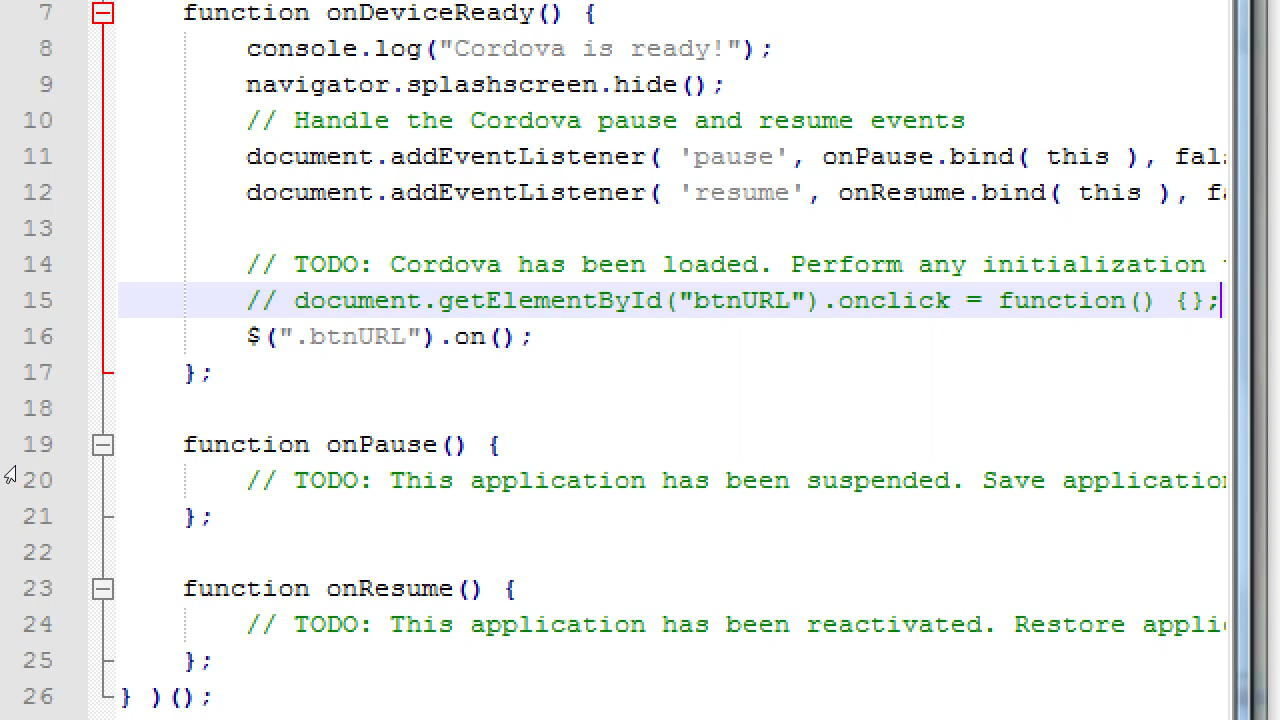 7 function onDeviceReady() {
8 console.log("Cordova is ready!");
9 navigator.splashscreen.hide();
10 // Handle the Cordova pause and resume events
11 document.addEventListener( 'pause', onPause.bind( this ),
12 document.addEventListener( 'resume', onResume.bind( this ),
13
14 // TODO: Cordova has been loaded. Perform any initialization
15 // document.getElementById("btnURL").onclick = function() {};
16 $(".btnURL").on();
17 };
18
19 function onPause() {
20 // TODO: This application has been suspended. Save
21 };
22
23 function onResume() {
24 // TODO: This application has been reactivated. Restore
25 };
26 } )();